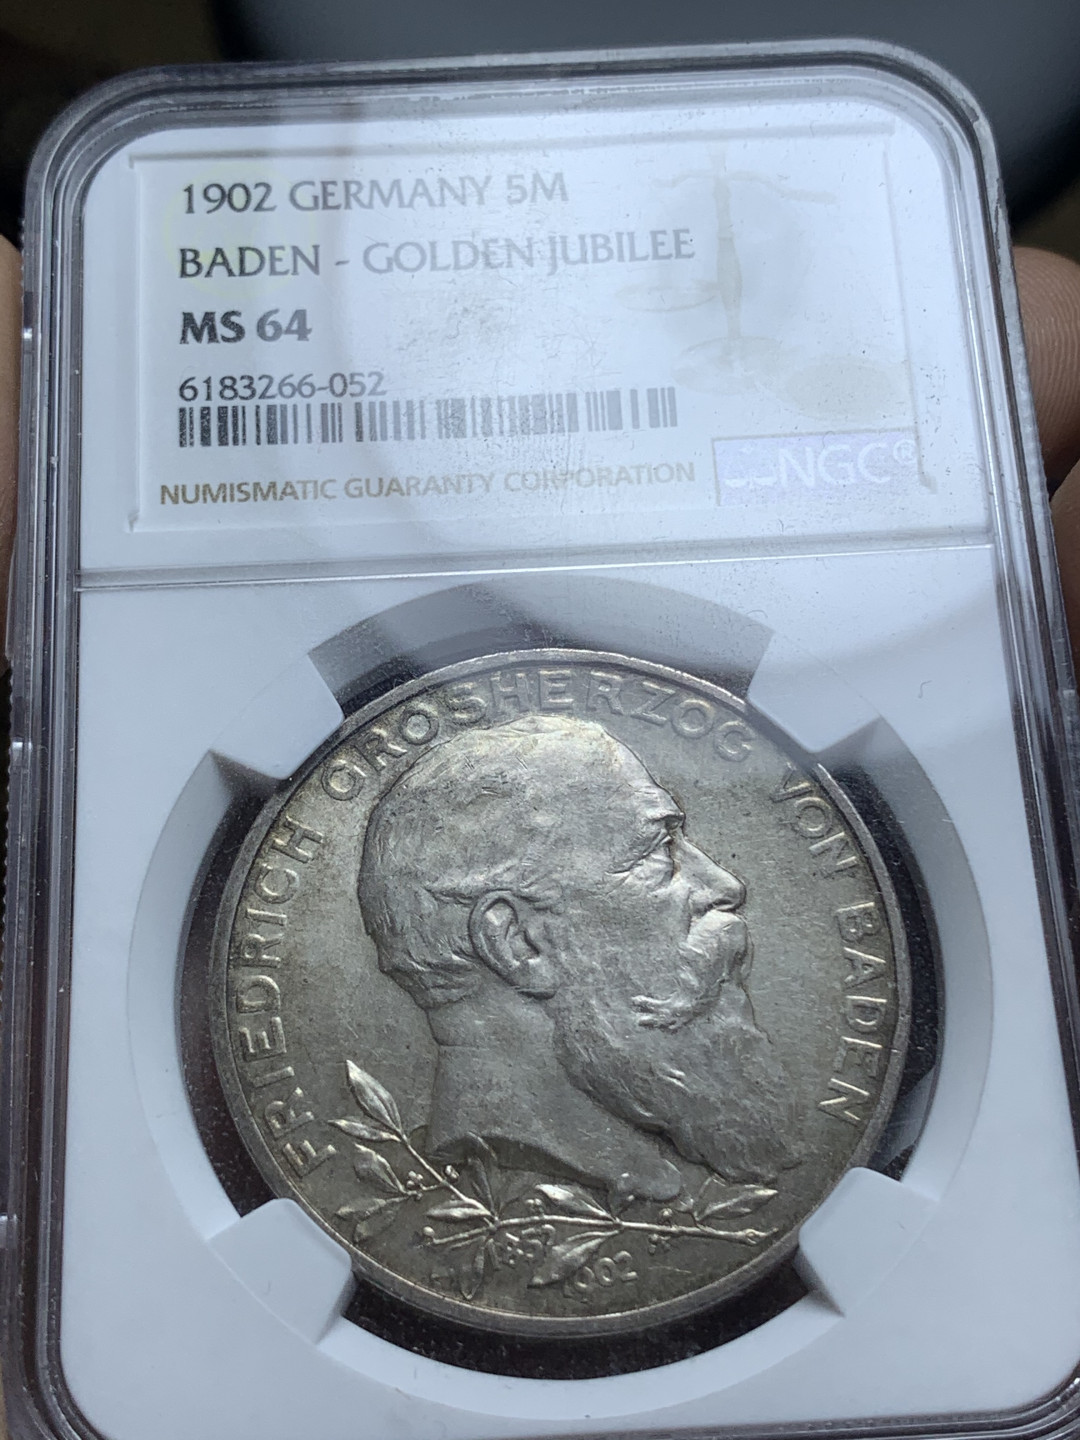 1902 GERMANY 5M
BADEN - GOLDEN JUBILEE
MS 64
6183266-052
NUMISMATIC GUARANTY CORPORATION
NGC®
FRIEDRICH GROSHERZOG VON BADEN
1852
1902